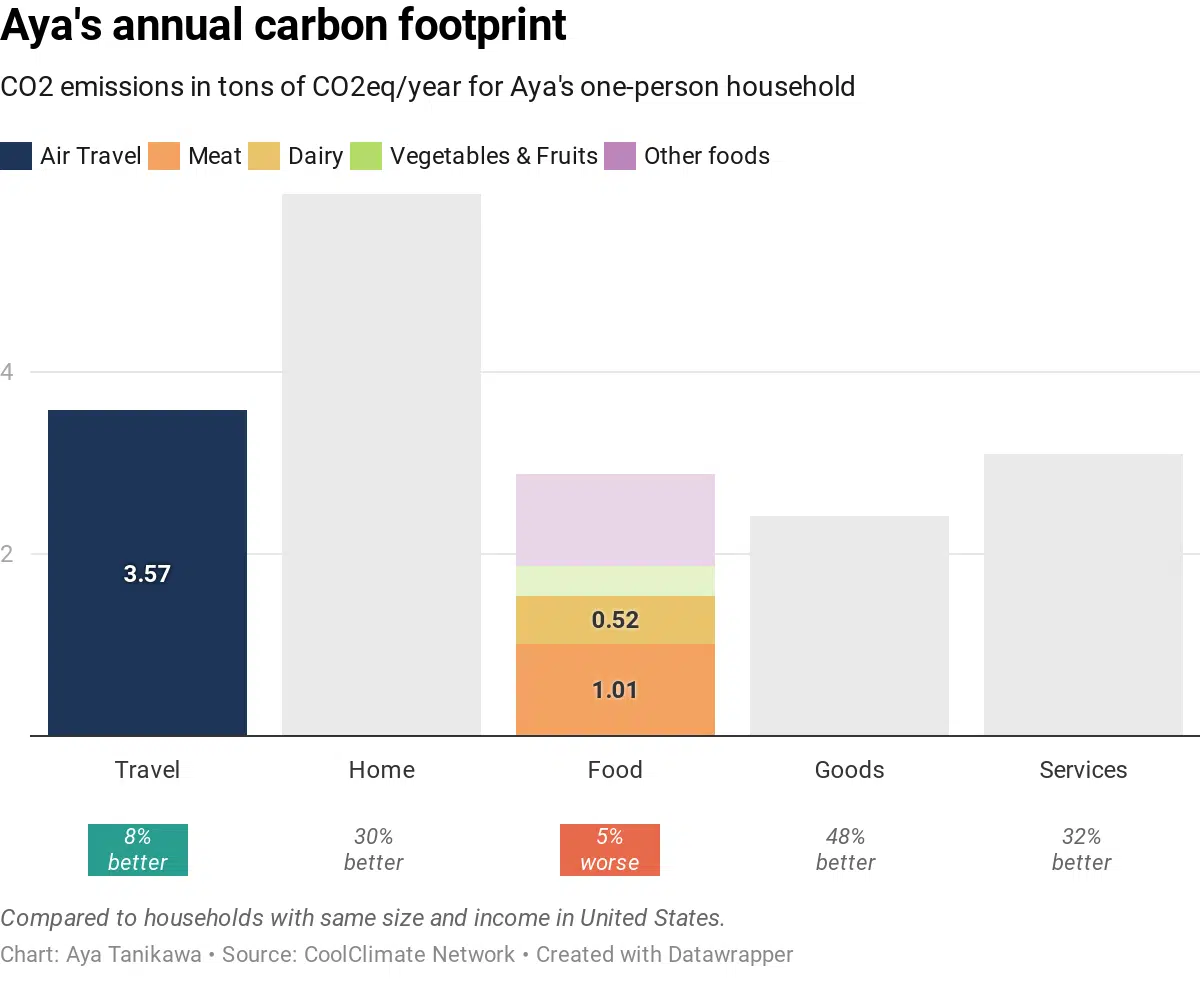 Aya's annual carbon footprint
CO2 emissions in tons of CO2eq/year for Aya's one-person household
Air Travel Meat Dairy Vegetables & Fruits Other foods
4
2
3.57
0.52
1.01
Travel Home Food Goods Services
8% better
30% better
5% worse
48% better
32% better
Compared to households with same size and income in United States.
Chart: Aya Tanikawa • Source: CoolClimate Network • Created with Datawrapper